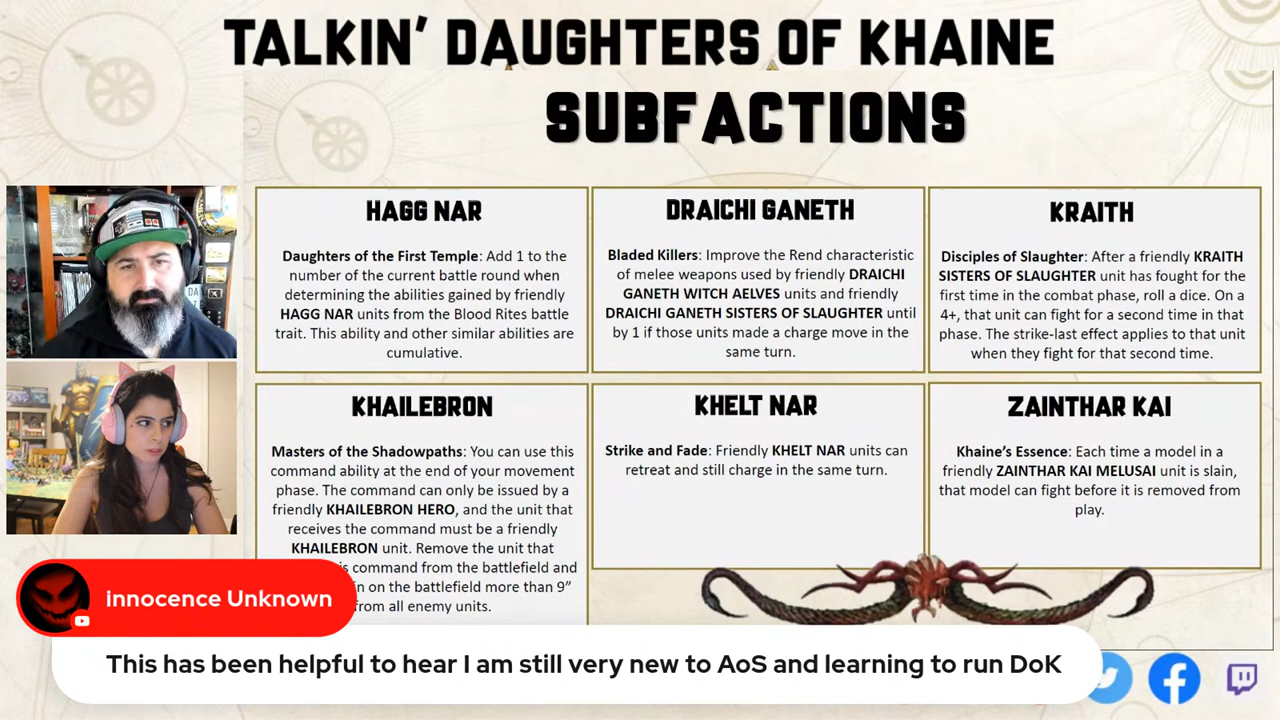 TALKIN' DAUGHTERS OF KHAINE
SUBFACTIONS
HAGG NAR
Daughters of the First Temple: Add 1 to the
number of the current battle round when
determining the abilities gained by friendly
HAGG NAR units from the Blood Rites battle
trait. This ability and other similar abilities are
cumulative.
DRAICHI GANETH
Bladed Killers: Improve the Rend characteristic
of melee weapons used by friendly DRAICHI
GANETH WITCH AELVES units and friendly
DRAICHI GANETH SISTERS OF SLAUGHTER until
by 1 if those units made a charge move in the
same turn.
KRAITH
Disciples of Slaughter: After a friendly KRAITH
SISTERS OF SLAUGHTER unit has fought for the
first time in the combat phase, roll a dice. On a
4+, that unit can fight for a second time in that
phase. The strike-last effect applies to that unit
when they fight for that second time.
KHAILEBRON
Masters of the Shadowpaths: You can use this
command ability at the end of your movement
phase. The command can only be issued by a
friendly KHAILEBRON HERO, and the unit that
receives the command must be a friendly
KHAILEBRON unit. Remove the unit that
command from the battlefield and
on the battlefield more than 9”
from all enemy units.
KHELT NAR
Strike and Fade: Friendly KHELT NAR units can
retreat and still charge in the same turn.
ZAINTHAR KAI
Khaine’s Essence: Each time a model in a
friendly ZAINTHAR KAI MELUSAI unit is slain,
that model can fight before it is removed from
play.
innocence Unknown
This has been helpful to hear I am still very new to AoS and learning to run DoK